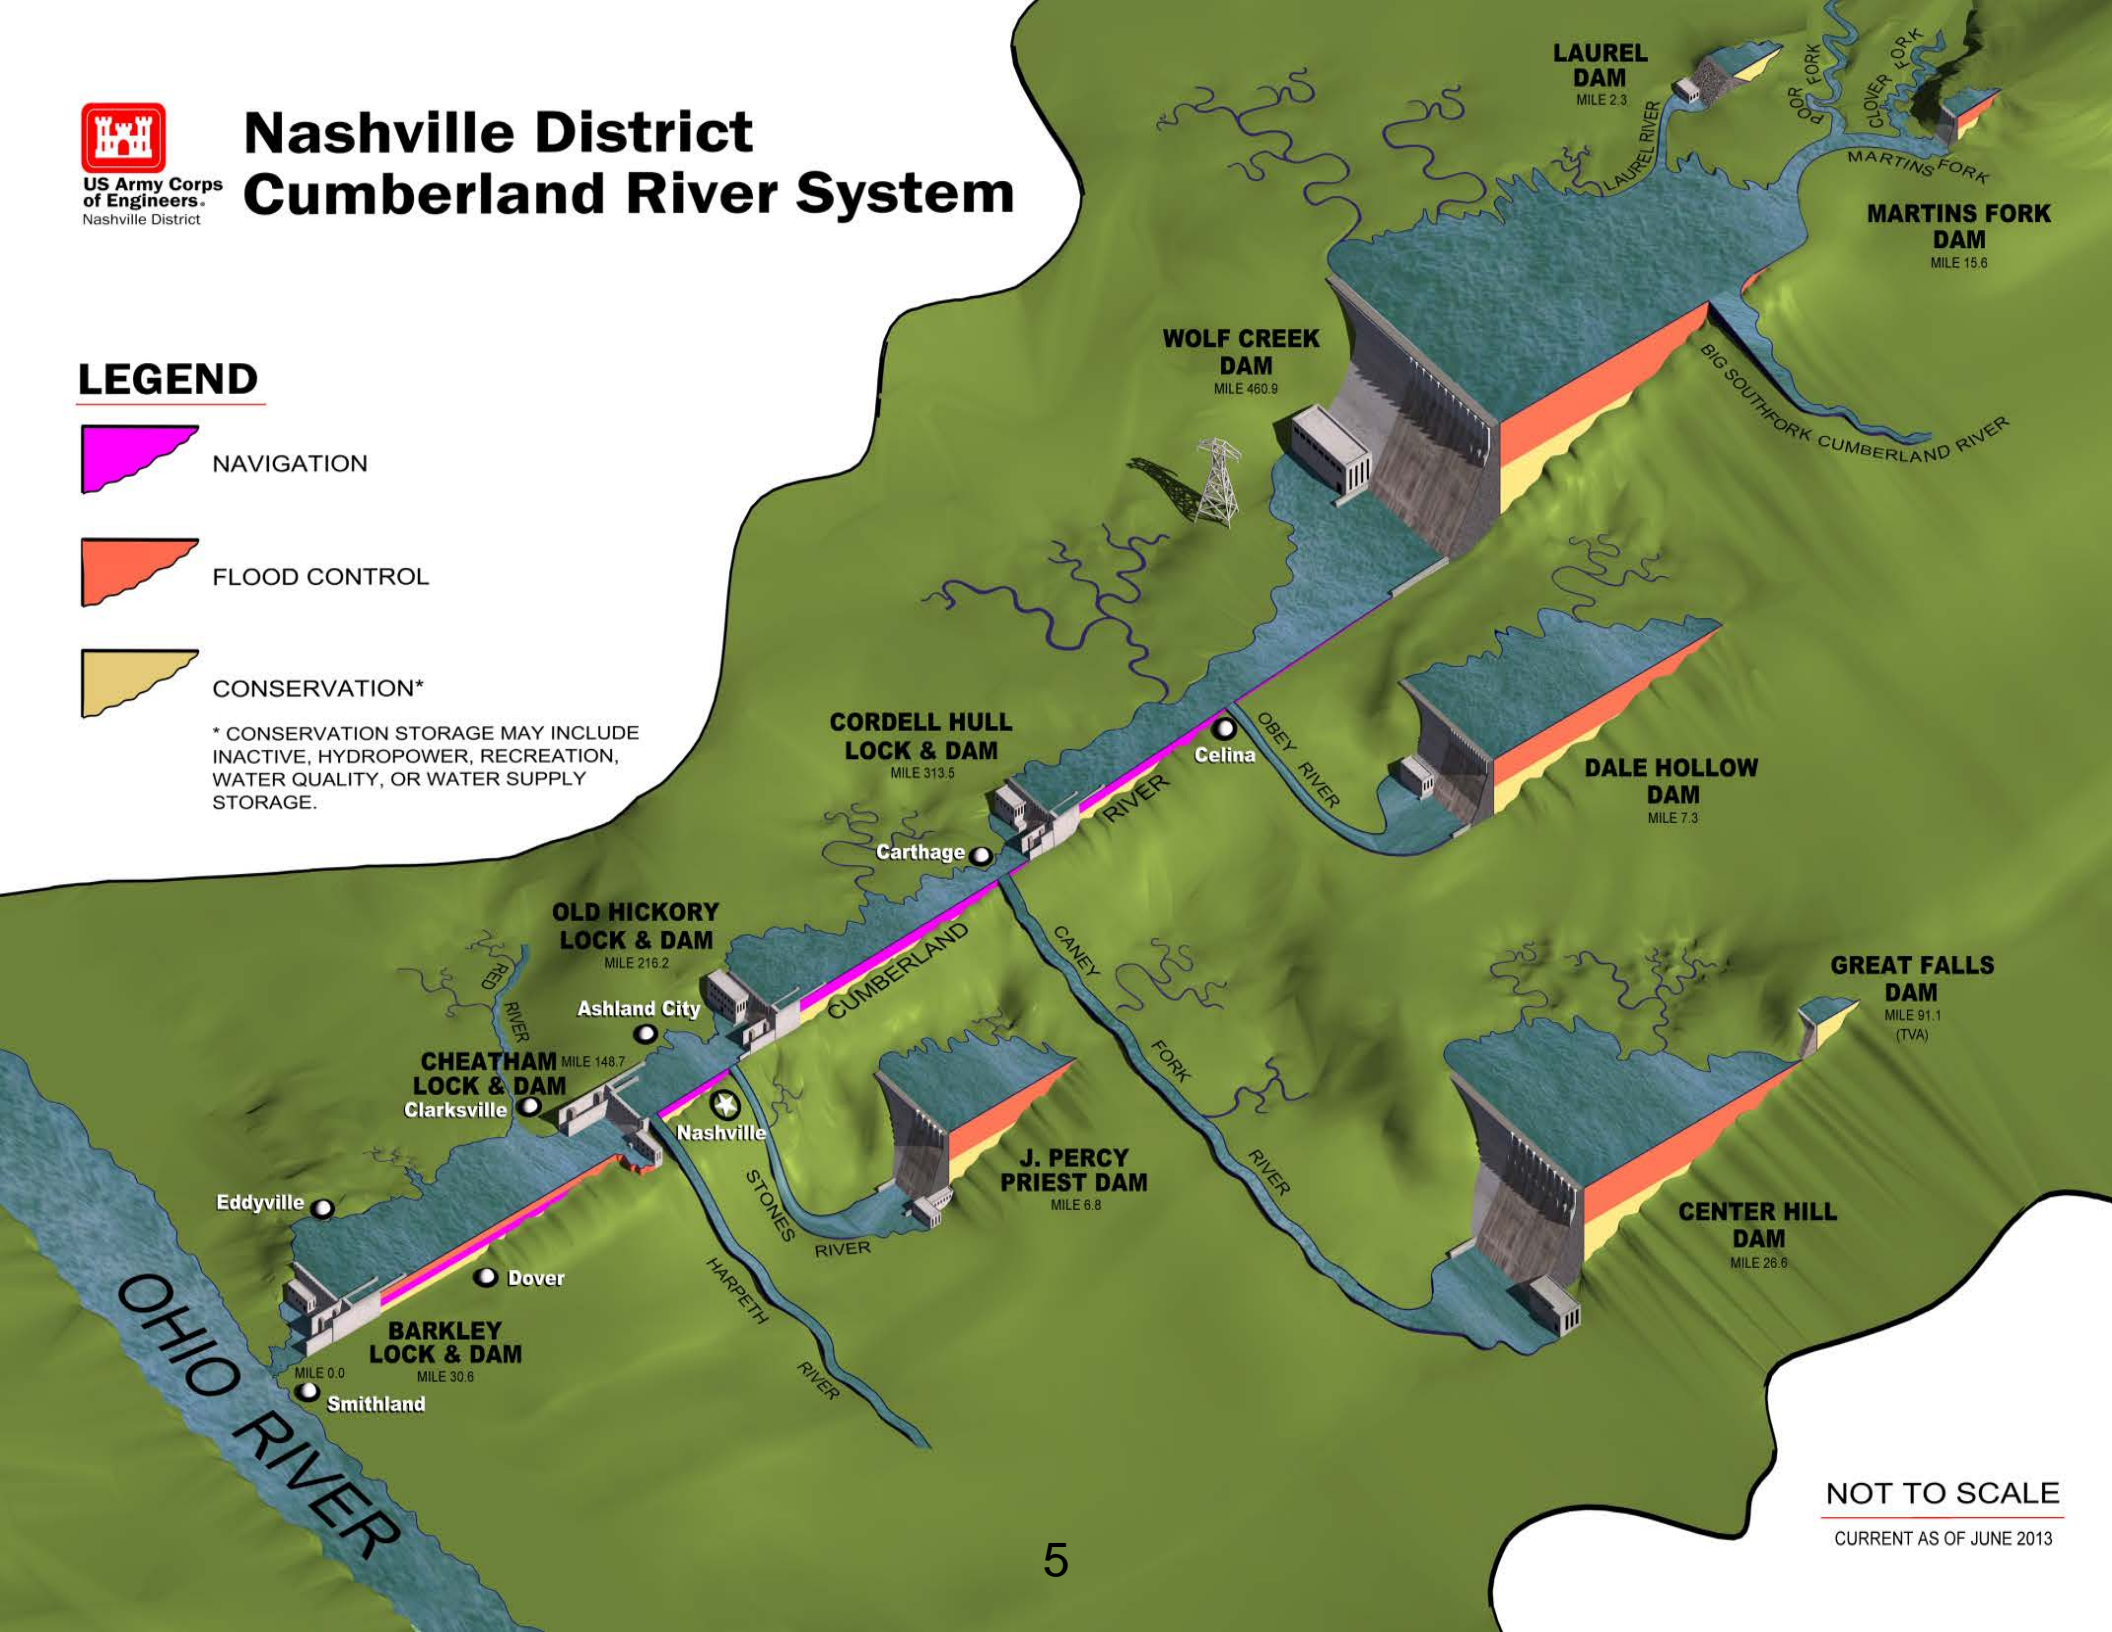 US Army Corps
of Engineers®
Nashville District
Nashville District
Cumberland River System
LEGEND
NAVIGATION
FLOOD CONTROL
CONSERVATION*
* CONSERVATION STORAGE MAY INCLUDE
INACTIVE, HYDROPOWER, RECREATION,
WATER QUALITY, OR WATER SUPPLY
STORAGE.
LAUREL
DAM
MILE 2.3
LAUREL RIVER
POOR FORK
CLOVER FORK
MARTINS FORK
MARTINS FORK
DAM
MILE 15.6
WOLF CREEK
DAM
MILE 460.9
BIG SOUTHFORK CUMBERLAND RIVER
CORDELL HULL
LOCK & DAM
MILE 313.5
Celina
OBEY RIVER
DALE HOLLOW
DAM
MILE 7.3
CUMBERLAND RIVER
Carthage
CANEY FORK RIVER
OLD HICKORY
LOCK & DAM
MILE 216.2
Ashland City
RED RIVER
CHEATHAM MILE 148.7
LOCK & DAM
Clarksville
Nashville
STONES RIVER
J. PERCY
PRIEST DAM
MILE 6.8
GREAT FALLS
DAM
MILE 91.1
(TVA)
CENTER HILL
DAM
MILE 26.6
HARPETH RIVER
Eddyville
Dover
BARKLEY
LOCK & DAM
MILE 30.6
MILE 0.0
Smithland
OHIO RIVER
NOT TO SCALE
CURRENT AS OF JUNE 2013
5